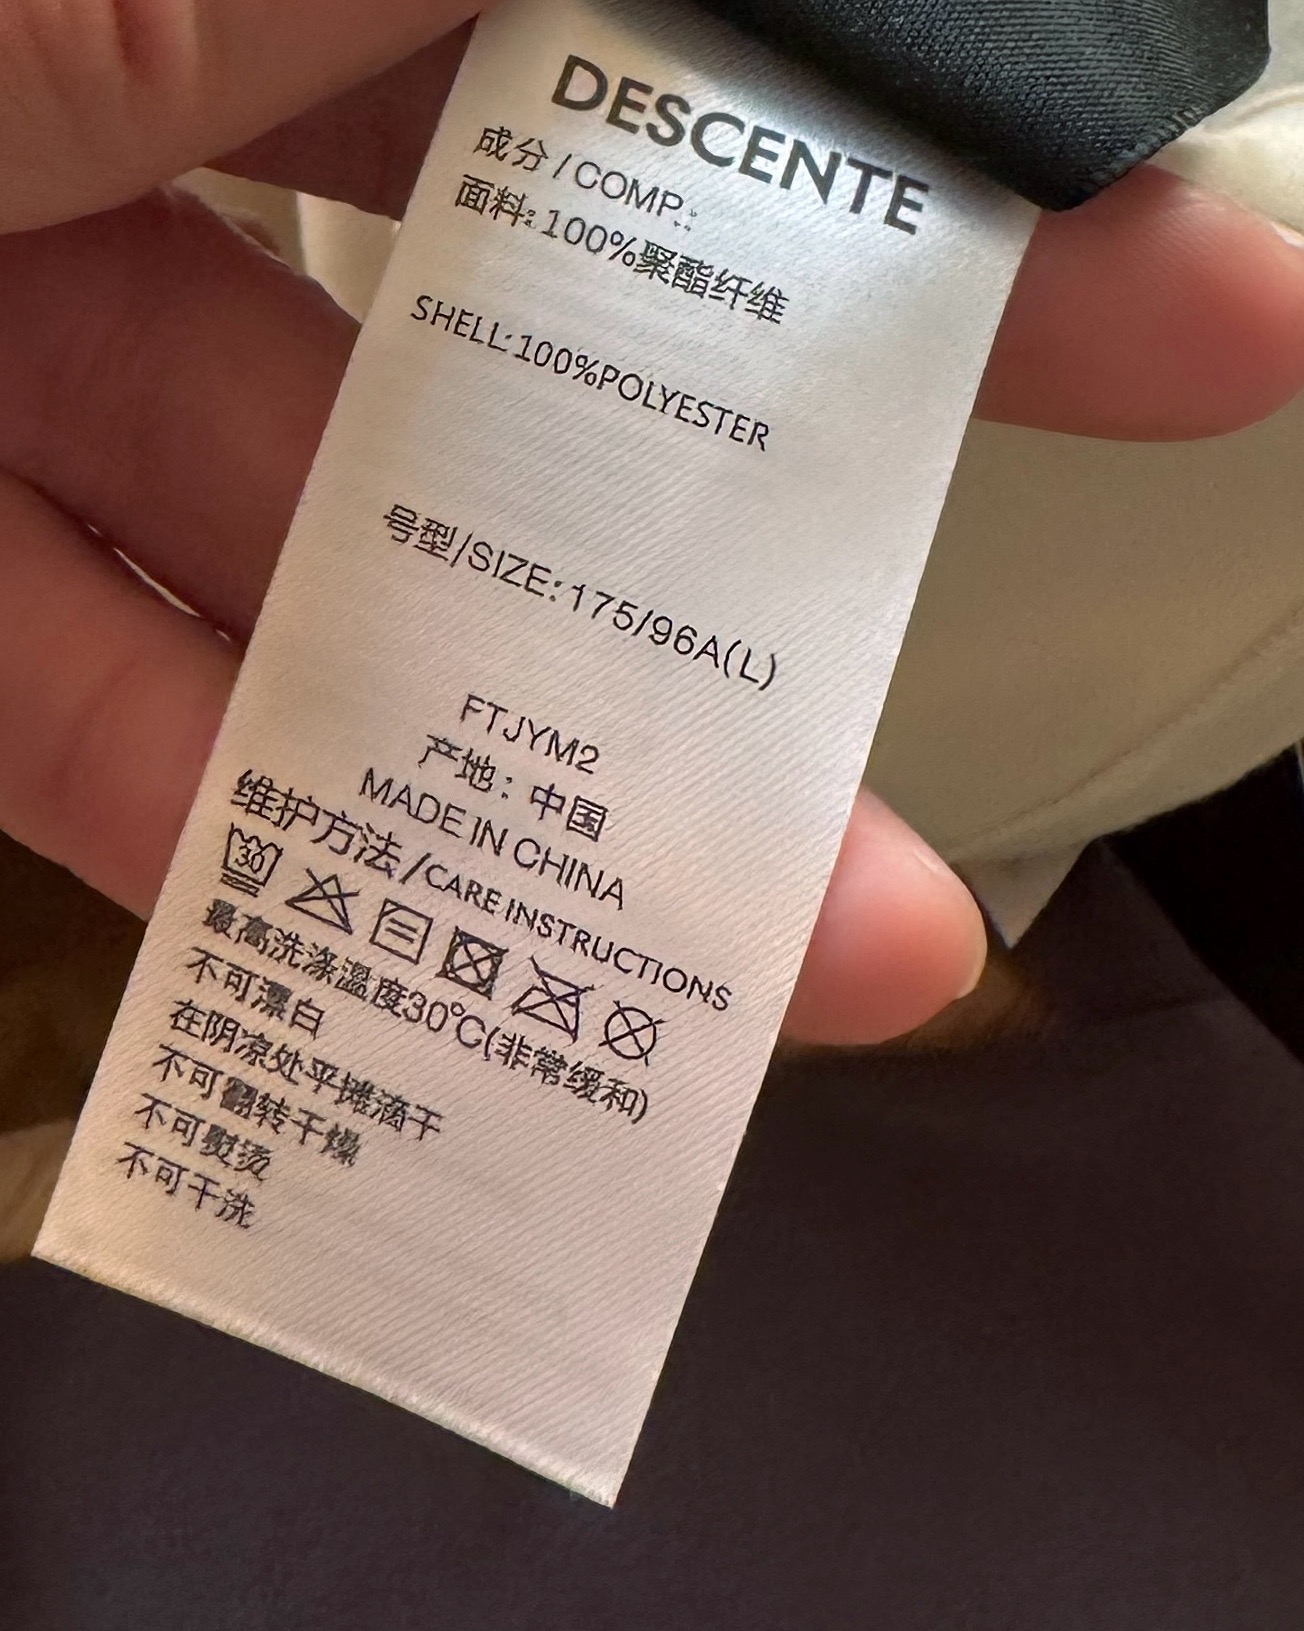 DESCENTE
成分/COMP.:
面料:100%聚酯纤维
SHELL:100%POLYESTER
号型/SIZE:175/96A(L)
FTJYM2
产地：中国
MADE IN CHINA
维护方法/CARE INSTRUCTIONS
30
最高洗涤温度30℃(非常缓和)
不可漂白
在阴凉处平摊滴干
不可翻转干燥
不可熨烫
不可干洗